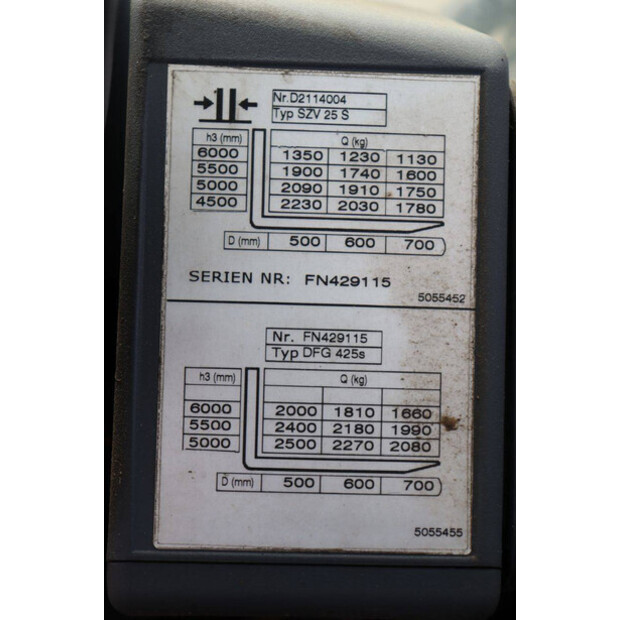 Nr.D2114004
Typ SZV 25 S
h3 (mm) Q (kg)
6000 1350 1230 1130
5500 1900 1740 1600
5000 2090 1910 1750
4500 2230 2030 1780
D (mm) 500 600 700
SERIEN NR: FN429115
5055452
Nr. FN429115
Typ DFG 425s
h3 (mm) Q (kg)
6000 2000 1810 1660
5500 2400 2180 1990
5000 2500 2270 2080
D (mm) 500 600 700
5055455